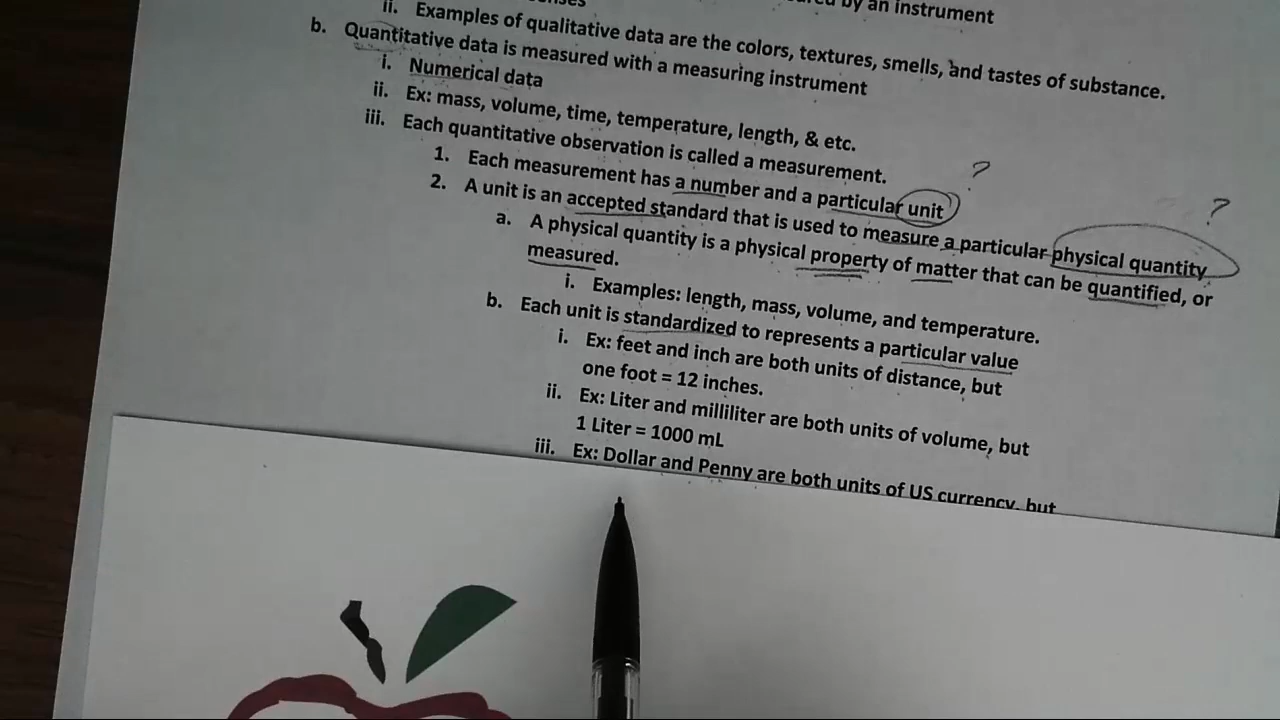 by an instrument
ii. Examples of qualitative data are the colors, textures, smells, and tastes of substance.
b. Quantitative data is measured with a measuring instrument
i. Numerical data
ii. Ex: mass, volume, time, temperature, length, & etc.
iii. Each quantitative observation is called a measurement.
?
1. Each measurement has a number and a particular unit
?
2. A unit is an accepted standard that is used to measure a particular physical quantity
a. A physical quantity is a physical property of matter that can be quantified, or
measured.
i. Examples: length, mass, volume, and temperature.
b. Each unit is standardized to represents a particular value
i. Ex: feet and inch are both units of distance, but
one foot = 12 inches.
ii. Ex: Liter and milliliter are both units of volume, but
1 Liter = 1000 mL
iii. Ex: Dollar and Penny are both units of US currency, but